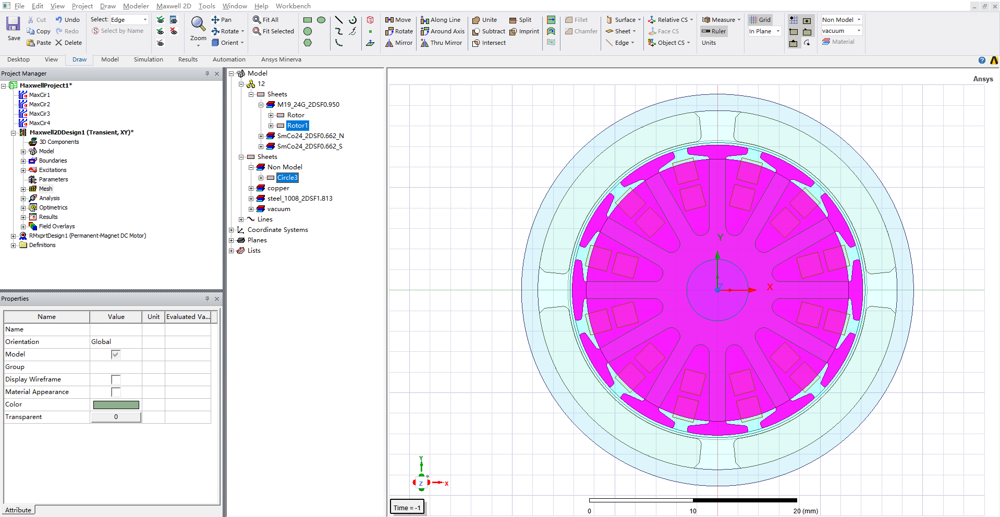 File Edit View Project Draw Modeler Maxwell 2D Tools Window Help Workbench
Save
Cut
Copy
Paste
Undo
Redo
Delete
Select: Edge
Select by Name
Zoom
Pan
Rotate
Orient
Fit All
Fit Selected
Move
Rotate
Mirror
Along Line
Around Axis
Thru Mirror
Unite
Subtract
Intersect
Split
Imprint
Fillet
Chamfer
Surface
Sheet
Edge
Relative CS
Face CS
Object CS
Measure
Ruler
Units
Grid
In Plane
Non Model
vacuum
Material
Desktop View Draw Model Simulation Results Automation Ansys Minerva
Project Manager
MaxwellProject1*
MaxCir1
MaxCir2
MaxCir3
MaxCir4
Maxwell2DDesign1 (Transient, XY)*
3D Components
Model
Boundaries
Excitations
Parameters
Mesh
Analysis
Optimetrics
Results
Field Overlays
RMxprtDesign1 (Permanent-Magnet DC Motor)
Definitions
Properties
Name Value Unit Evaluated Va...
Name
Orientation Global
Model
Group
Display Wireframe
Material Appearance
Color
Transparent 0
Attribute
Model
12
Sheets
M19_24G_2DSF0.950
Rotor
Rotor1
SmCo24_2DSF0.662_N
SmCo24_2DSF0.662_S
Sheets
Non Model
Circle3
copper
steel_1008_2DSF1.813
vacuum
Lines
Coordinate Systems
Planes
Lists
Ansys
Y
Z
X
Y
Z
X
Time = -1
0 10 20 (mm)